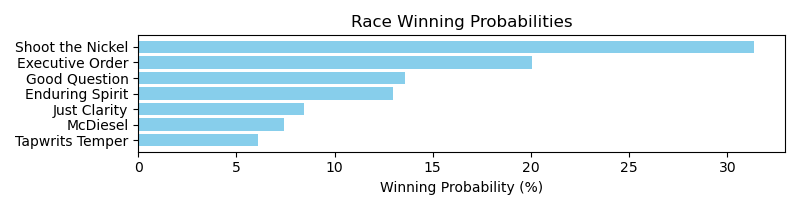 Race Winning Probabilities
Shoot the Nickel
Executive Order
Good Question
Enduring Spirit
Just Clarity
McDiesel
Tapwrits Temper
0 5 10 15 20 25 30
Winning Probability (%)